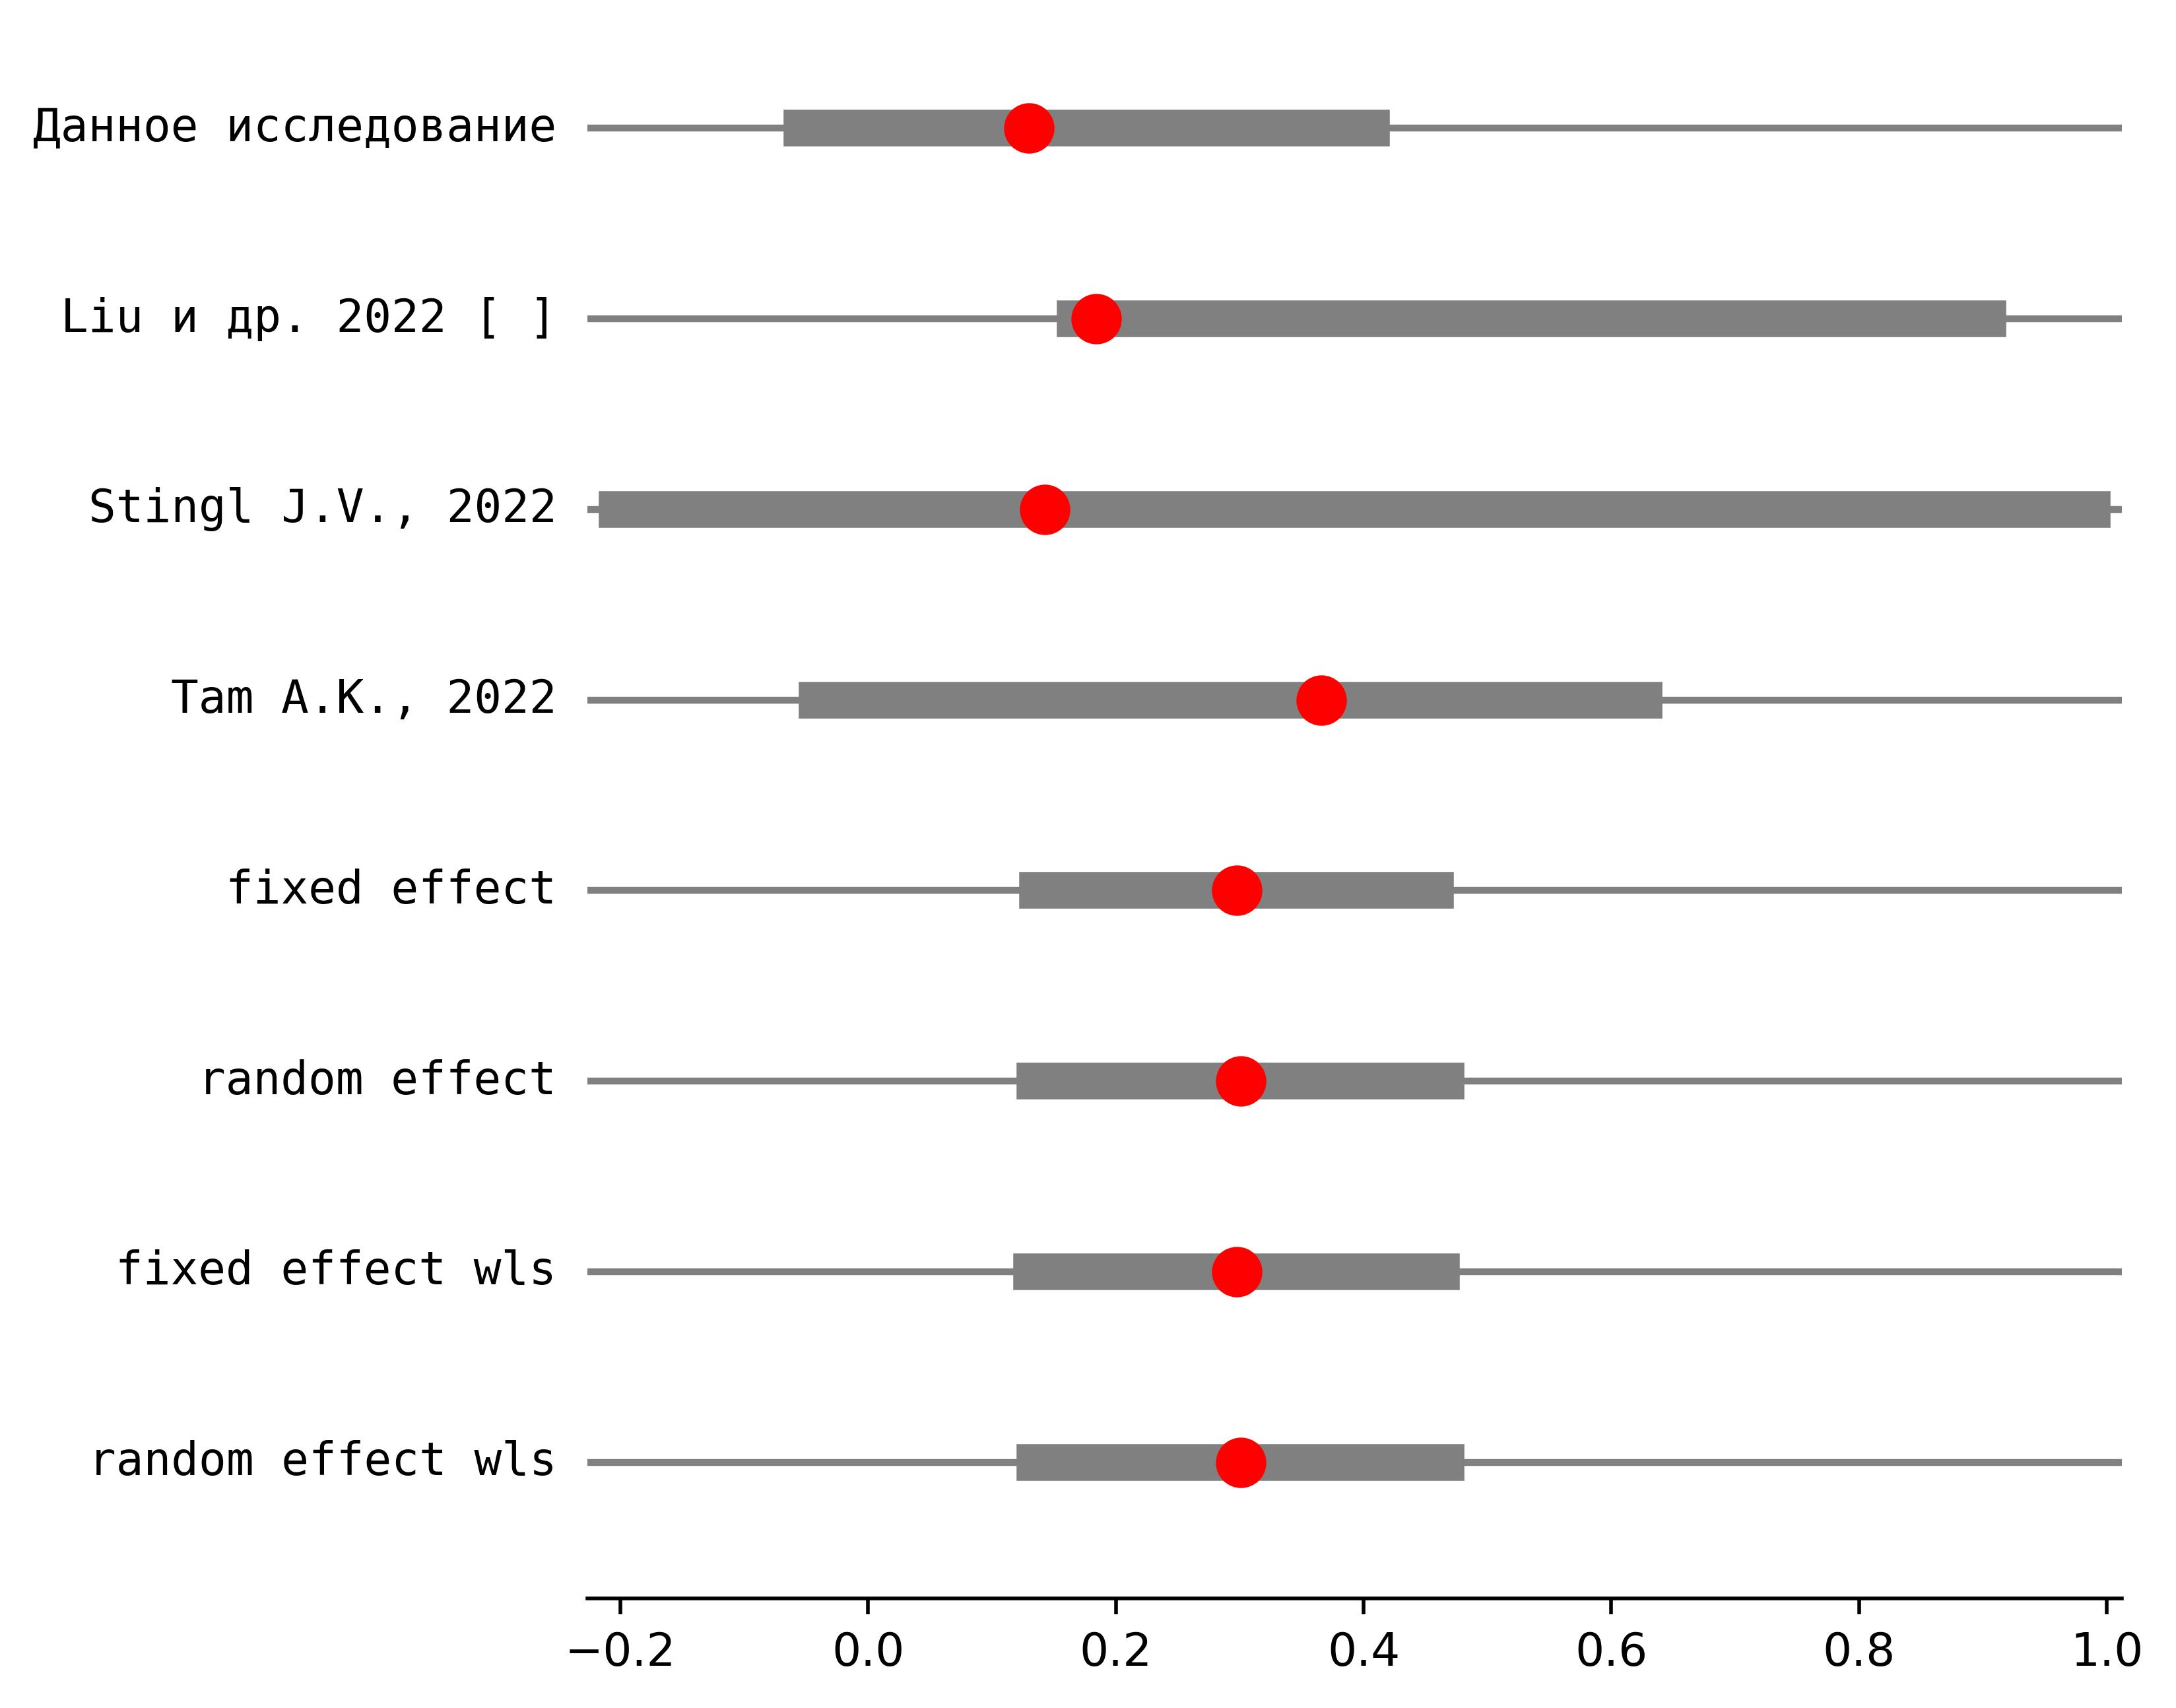 Данное исследование
Liu и др. 2022 [ ]
Stingl J.V., 2022
Tam A.K., 2022
fixed effect
random effect
fixed effect wls
random effect wls
−0.2 0.0 0.2 0.4 0.6 0.8 1.0